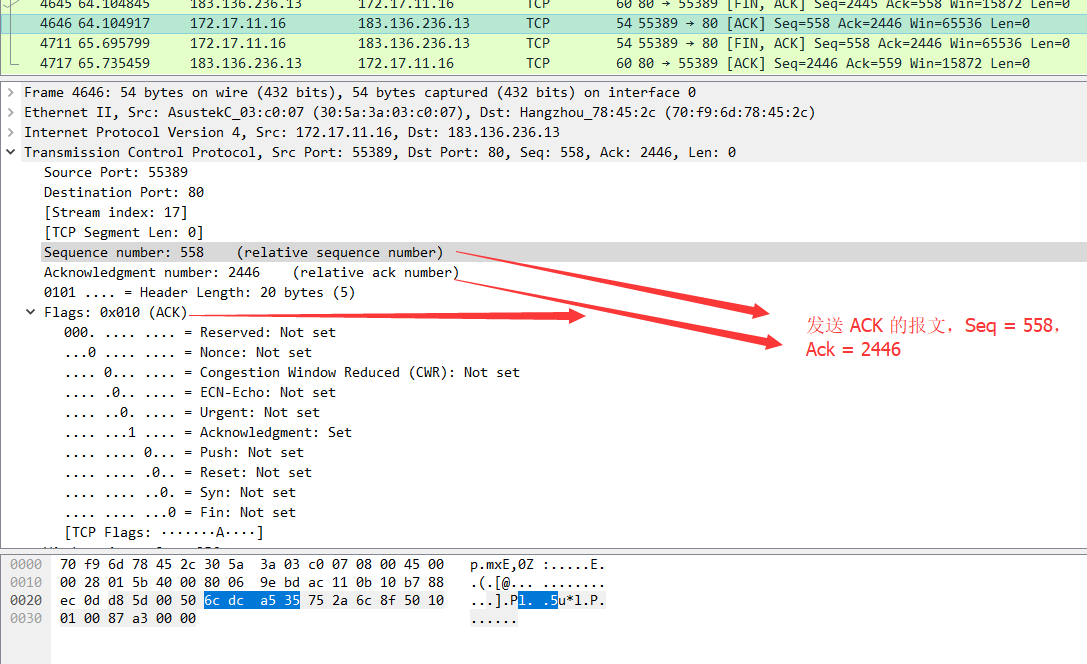 4645 64.104845 183.136.236.13 172.17.11.16 TCP 60 80 → 55389 [FIN, ACK] Seq=2445 Ack=558 Win=15872 Len=0
4646 64.104917 172.17.11.16 183.136.236.13 TCP 54 55389 → 80 [ACK] Seq=558 Ack=2446 Win=65536 Len=0
4711 65.695799 172.17.11.16 183.136.236.13 TCP 54 55389 → 80 [FIN, ACK] Seq=558 Ack=2446 Win=65536 Len=0
4717 65.735459 183.136.236.13 172.17.11.16 TCP 60 80 → 55389 [ACK] Seq=2446 Ack=559 Win=15872 Len=0
Frame 4646: 54 bytes on wire (432 bits), 54 bytes captured (432 bits) on interface 0
Ethernet II, Src: AsustekC_03:c0:07 (30:5a:3a:03:c0:07), Dst: Hangzhou_78:45:2c (70:f9:6d:78:45:2c)
Internet Protocol Version 4, Src: 172.17.11.16, Dst: 183.136.236.13
Transmission Control Protocol, Src Port: 55389, Dst Port: 80, Seq: 558, Ack: 2446, Len: 0
Source Port: 55389
Destination Port: 80
[Stream index: 17]
[TCP Segment Len: 0]
Sequence number: 558 (relative sequence number)
Acknowledgment number: 2446 (relative ack number)
0101 .... = Header Length: 20 bytes (5)
Flags: 0x010 (ACK)
发送 ACK 的报文，Seq = 558，
Ack = 2446
000. .... .... = Reserved: Not set
...0 .... .... = Nonce: Not set
.... 0... .... = Congestion Window Reduced (CWR): Not set
.... .0.. .... = ECN-Echo: Not set
.... ..0. .... = Urgent: Not set
.... ...1 .... = Acknowledgment: Set
.... .... 0... = Push: Not set
.... .... .0.. = Reset: Not set
.... .... ..0. = Syn: Not set
.... .... ...0 = Fin: Not set
[TCP Flags: ·······A····]
0000 70 f9 6d 78 45 2c 30 5a 3a 03 c0 07 08 00 45 00 p.mxE,0Z :.....E.
0010 00 28 01 5b 40 00 80 06 9e bd ac 11 0b 10 b7 88 .(.[@... ........
0020 ec 0d d8 5d 00 50 6c dc a5 35 75 2a 6c 8f 50 10 ...].Pl. .5u*l.P.
0030 01 00 87 a3 00 00 ......